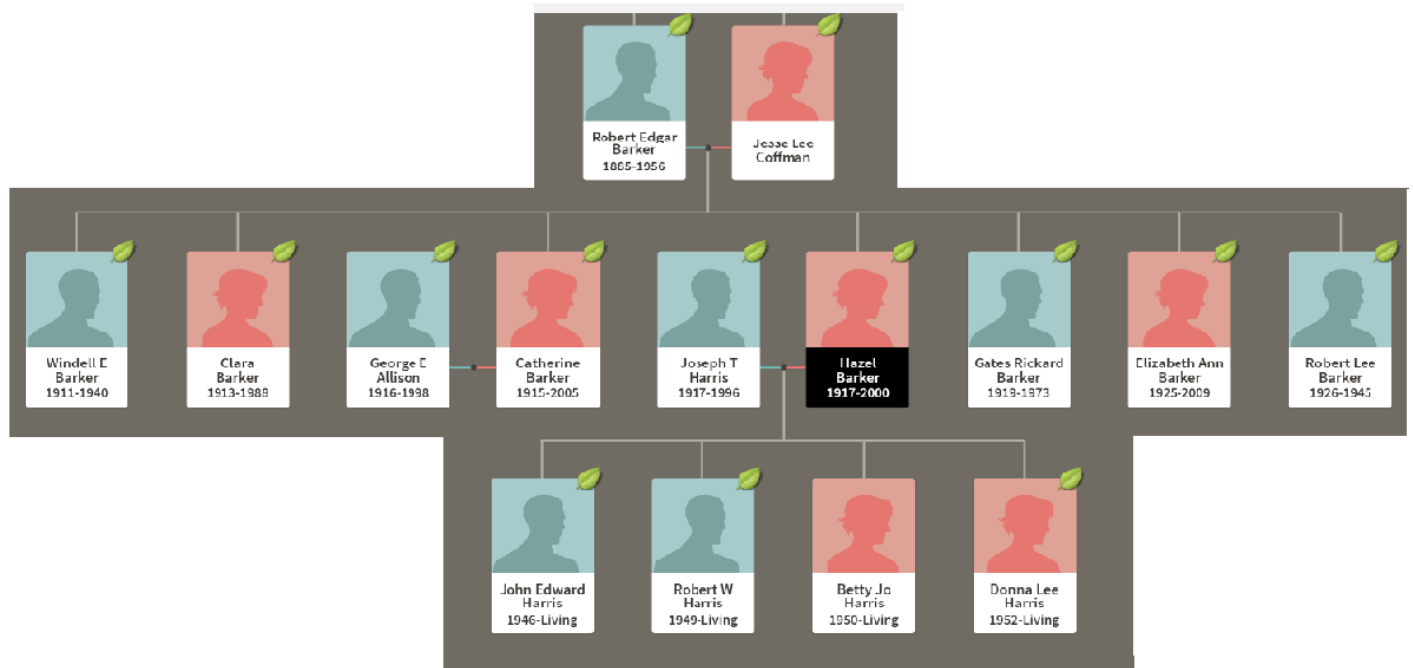 Robert Edgar
Barker
1885-1956
Jesse Lee
Coffman
Windell E
Barker
1911-1940
Clara
Barker
1913-1988
George E
Allison
1916-1998
Catherine
Barker
1915-2005
Joseph T
Harris
1917-1996
Hazel
Barker
1917-2000
Gates Rickard
Barker
1919-1973
Elizabeth Ann
Barker
1925-2009
Robert Lee
Barker
1926-1945
John Edward
Harris
1946-Living
Robert W
Harris
1949-Living
Betty Jo
Harris
1950-Living
Donna Lee
Harris
1952-Living